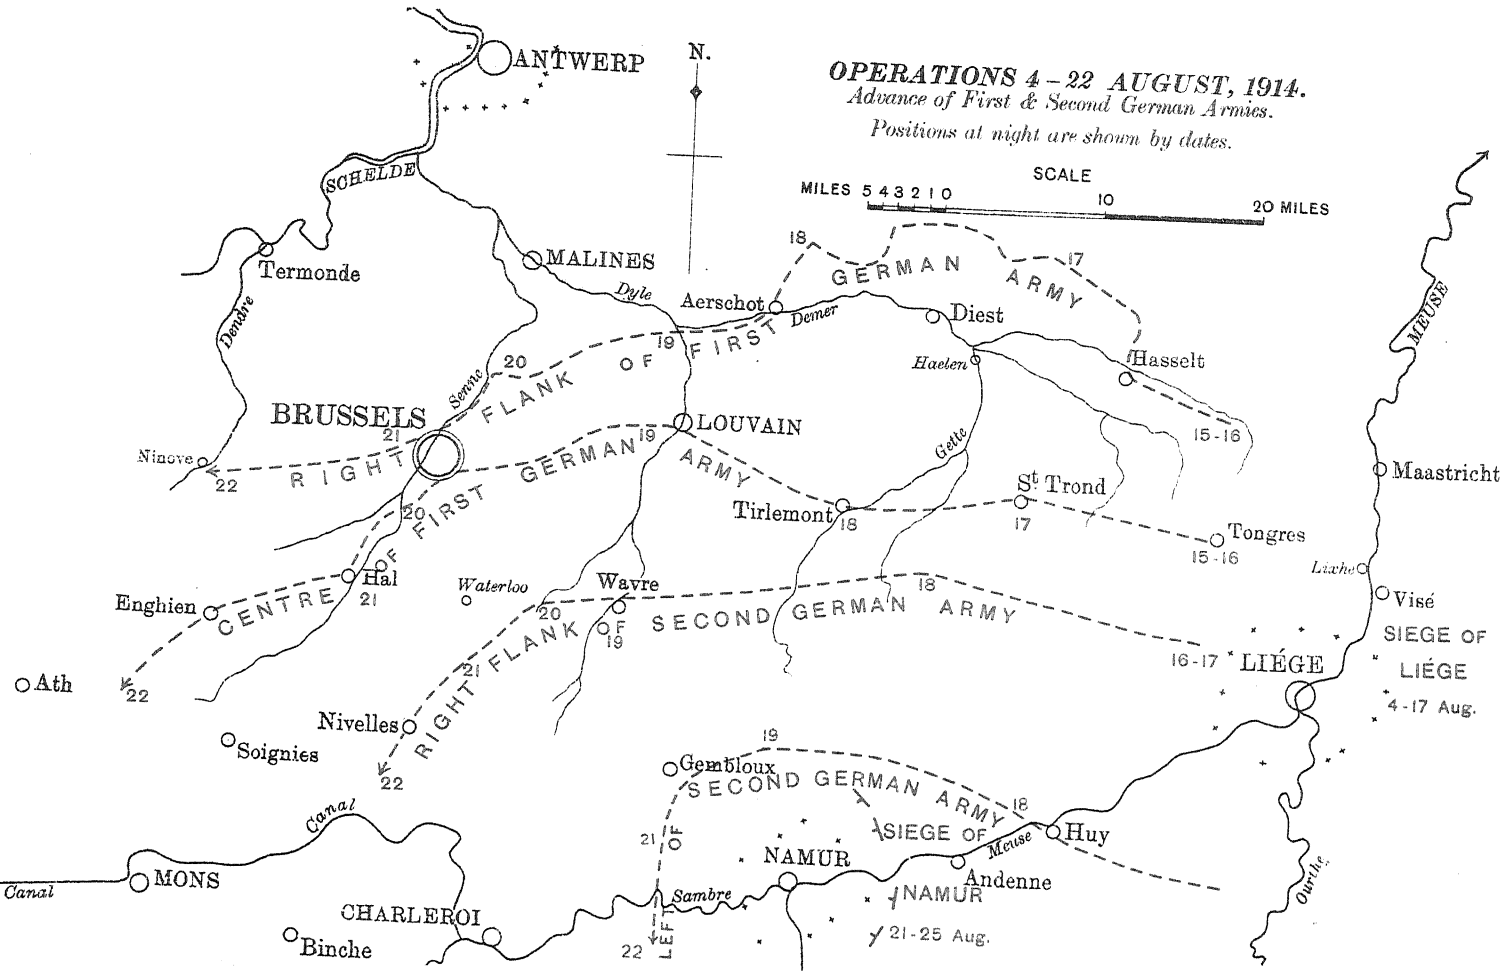 ANTWERP
N.
OPERATIONS 4–22 AUGUST, 1914.
Advance of First & Second German Armies.
Positions at night are shown by dates.
SCALE
MILES 5 4 3 2 1 0 10 20 MILES
SCHELDE
Termonde
MALINES
Dyle
Dendre
Aerschot
Demer
Diest
18
17
GERMAN ARMY
MEUSE
19
20
RIGHT FLANK OF FIRST
Senne
Haelen
Hasselt
BRUSSELS
21
Ninove
22
LOUVAIN
19
15-16
Gette
Maastricht
CENTRE OF FIRST GERMAN ARMY
20
Tirlemont
18
St Trond
17
Tongres
15-16
Lixhe
Visé
Hal
21
Enghien
22
Waterloo
Wavre
20
19
18
RIGHT FLANK OF SECOND GERMAN ARMY
16-17
LIÉGE
SIEGE OF
LIÉGE
4-17 Aug.
Ath
21
Nivelles
22
Soignies
Gembloux
19
18
LEFT OF SECOND GERMAN ARMY
21
22
SIEGE OF
NAMUR
21-25 Aug.
Huy
Meuse
NAMUR
Andenne
Sambre
Ourthe
Canal
Canal
MONS
CHARLEROI
Binche